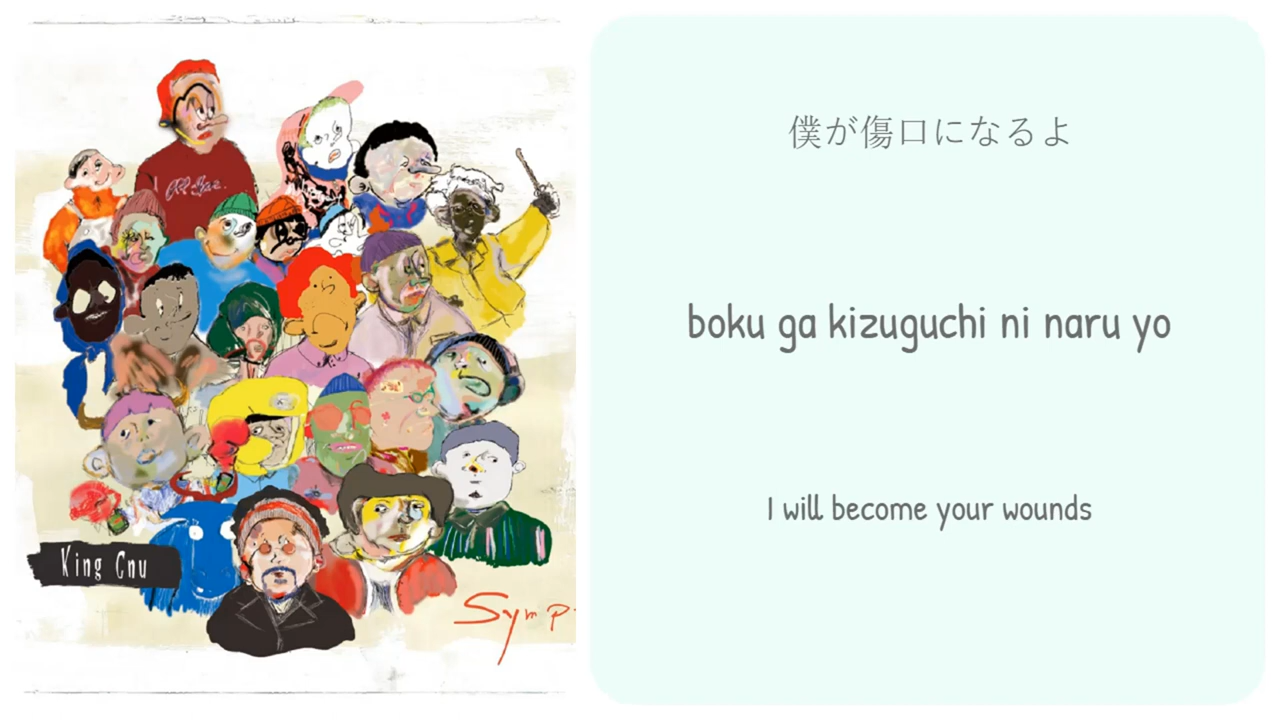 King Gnu
Symp
僕が傷口になるよ
boku ga kizuguchi ni naru yo
I will become your wounds